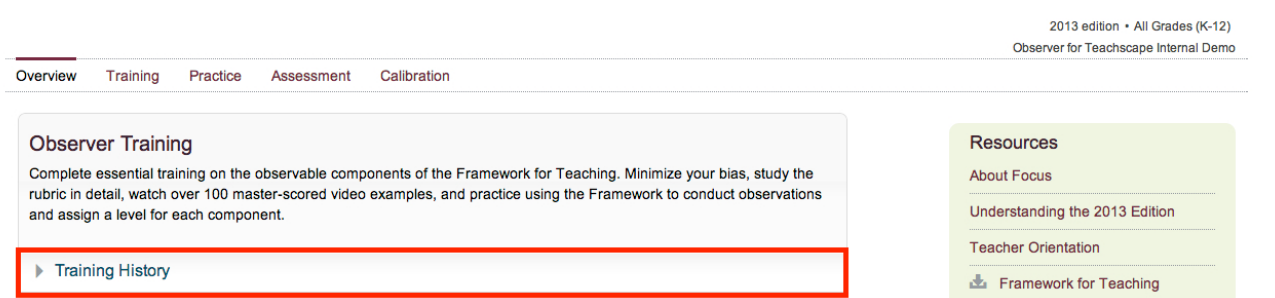 2013 edition • All Grades (K-12)
Observer for Teachscape Internal Demo
Overview Training Practice Assessment Calibration
Observer Training
Complete essential training on the observable components of the Framework for Teaching. Minimize your bias, study the
rubric in detail, watch over 100 master-scored video examples, and practice using the Framework to conduct observations
and assign a level for each component.
Training History
Resources
About Focus
Understanding the 2013 Edition
Teacher Orientation
Framework for Teaching